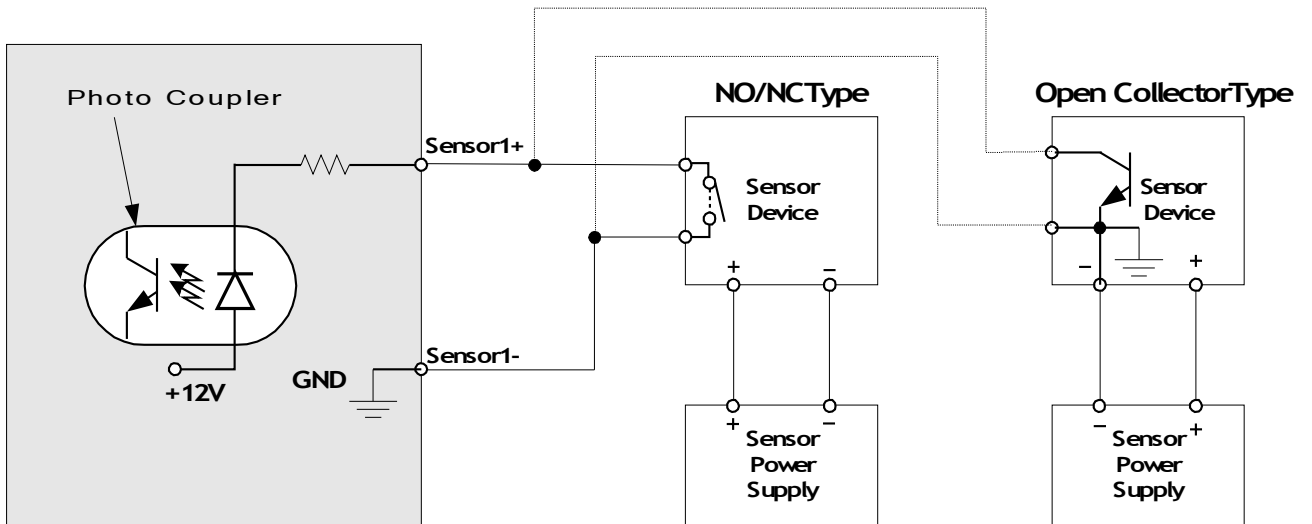 Photo Coupler
NO/NCType
Open CollectorType
Sensor1+
Sensor
Device
Sensor
Device
+ −
− +
Sensor1-
GND
+12V
+ −
Sensor
Power
Supply
− +
Sensor
Power
Supply